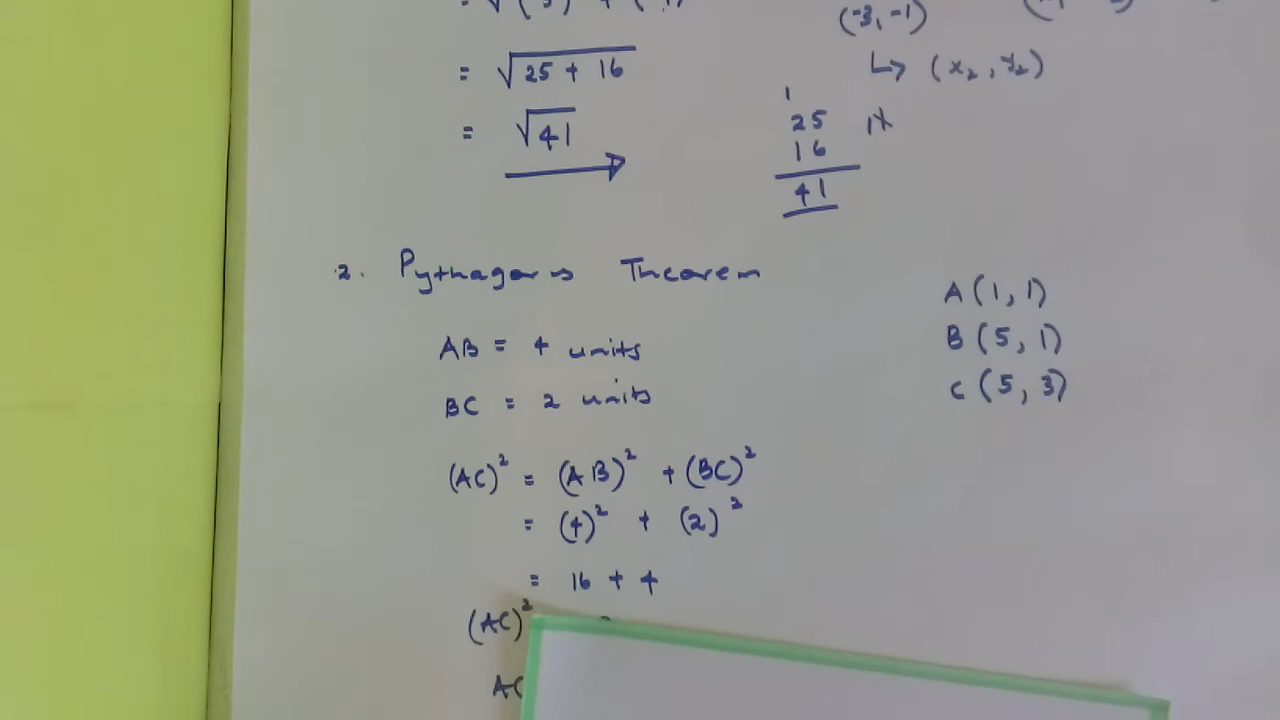 = √25 + 16
= √41
(-3, -1)
↳ (x₂, y₂)
1
25
16
41
2. Pythagorus Theorem
AB = 4 units
BC = 2 units
(AC)² = (AB)² + (BC)²
= (4)² + (2)²
= 16 + 4
(AC)²
AC
A (1, 1)
B (5, 1)
C (5, 3)